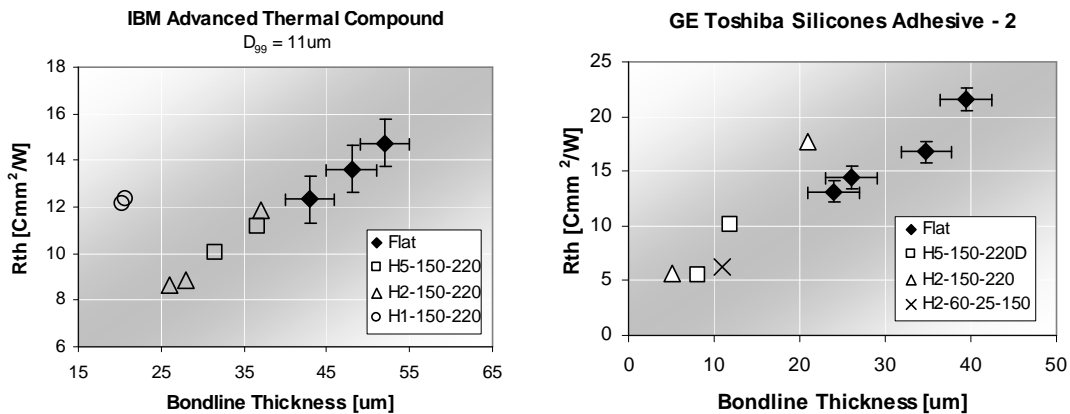 IBM Advanced Thermal Compound
D99 = 11um
18
16
14
12
10
8
6
Rth [Cmm2/W]
Flat
H5-150-220
H2-150-220
H1-150-220
15 25 35 45 55 65
Bondline Thickness [um]
GE Toshiba Silicones Adhesive - 2
25
20
15
10
5
0
Rth [Cmm2/W]
Flat
H5-150-220D
H2-150-220
H2-60-25-150
0 10 20 30 40 50
Bondline Thickness [um]